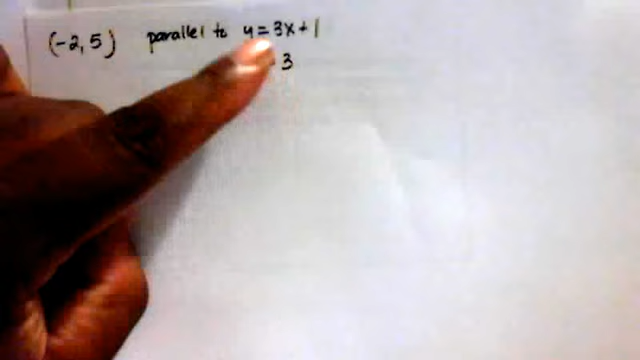 (-2, 5) parallel to y = 3x + 1
3